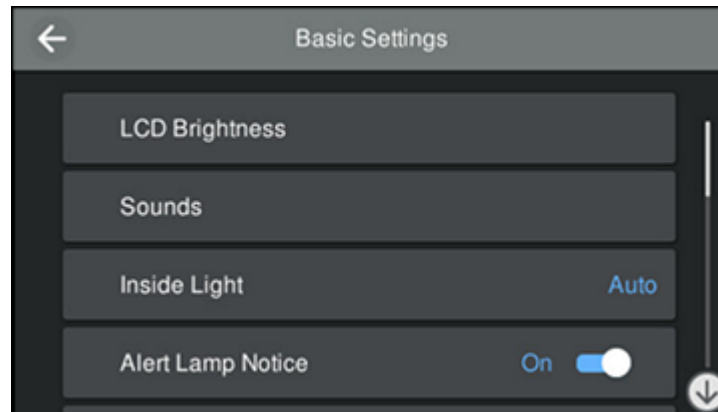 Basic Settings
LCD Brightness
Sounds
Inside Light Auto
Alert Lamp Notice On